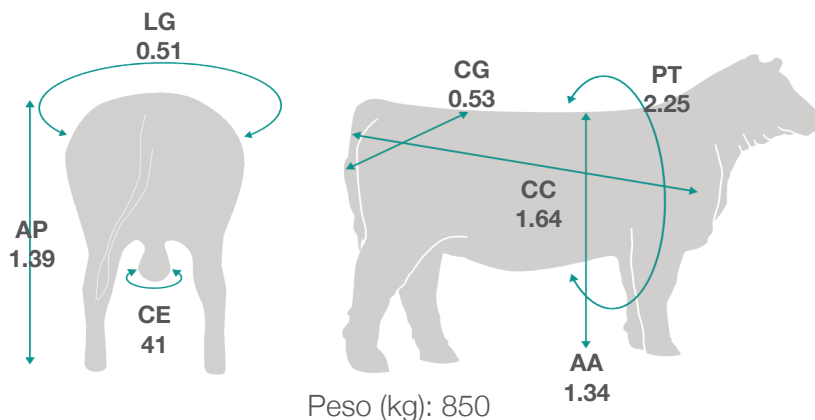 LG
0.51
AP
1.39
CE
41
CG
0.53
PT
2.25
CC
1.64
AA
1.34
Peso (kg): 850